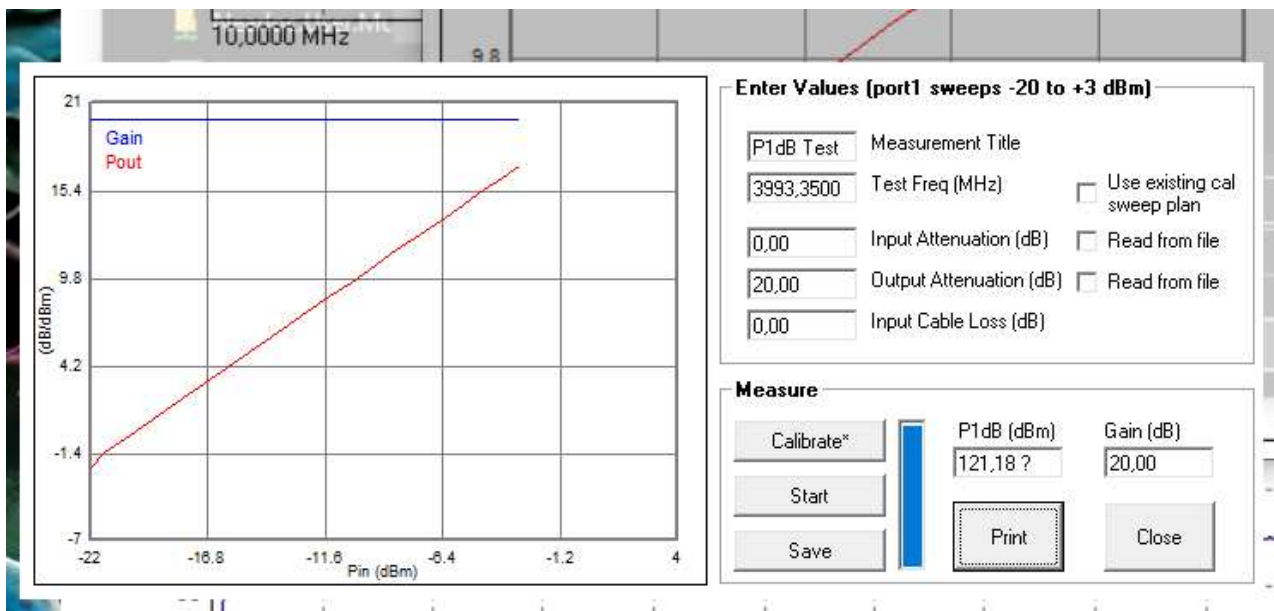 10,0000 MHz
9.8
21
Gain
Pout
15.4
9.8
4.2
-1.4
-7
(dB/dBm)
-22
-16.8
-11.6
-6.4
-1.2
4
Pin (dBm)
Enter Values (port1 sweeps -20 to +3 dBm)
P1dB Test Measurement Title
3993,3500 Test Freq (MHz)
Use existing cal
sweep plan
0,00 Input Attenuation (dB) Read from file
20,00 Output Attenuation (dB) Read from file
0,00 Input Cable Loss (dB)
Measure
Calibrate*
Start
Save
P1dB (dBm) Gain (dB)
121,18 ? 20,00
Print Close